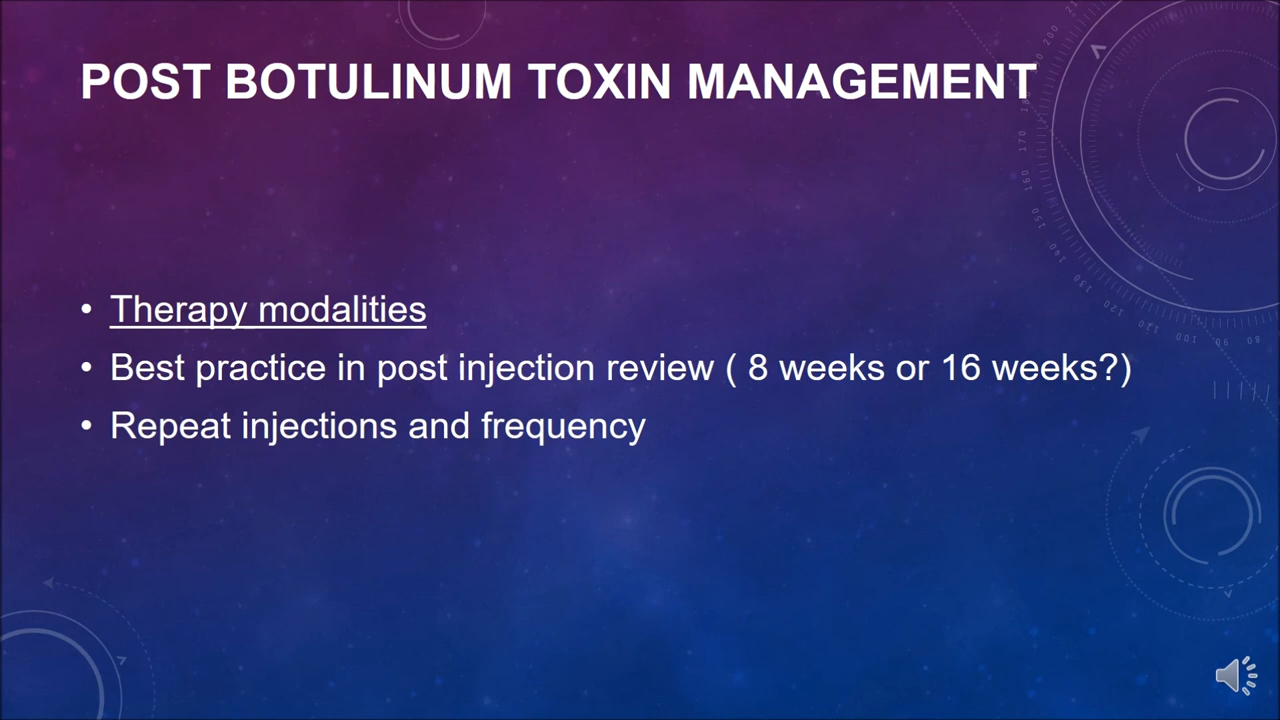 POST BOTULINUM TOXIN MANAGEMENT
• Therapy modalities
• Best practice in post injection review ( 8 weeks or 16 weeks?)
• Repeat injections and frequency